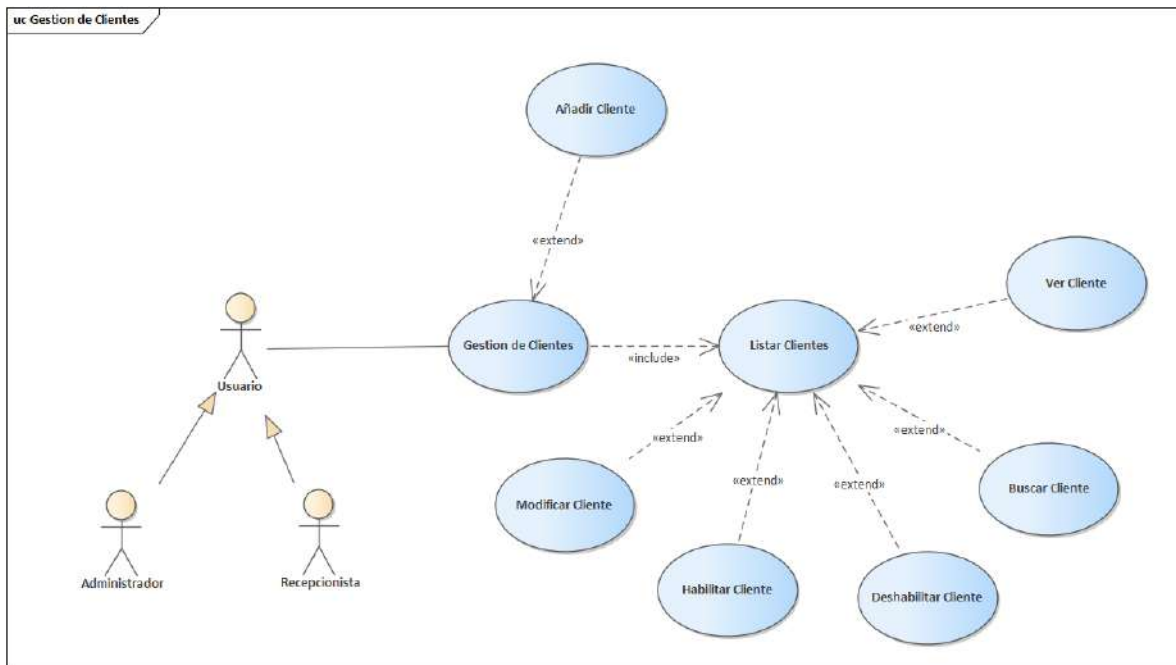 uc Gestion de Clientes
Añadir Cliente
«extend»
Ver Cliente
«extend»
Gestion de Clientes
«include»
Listar Clientes
Usuario
«extend»
«extend»
«extend»
«extend»
Modificar Cliente
Buscar Cliente
Administrador
Recepcionista
Habilitar Cliente
Deshabilitar Cliente